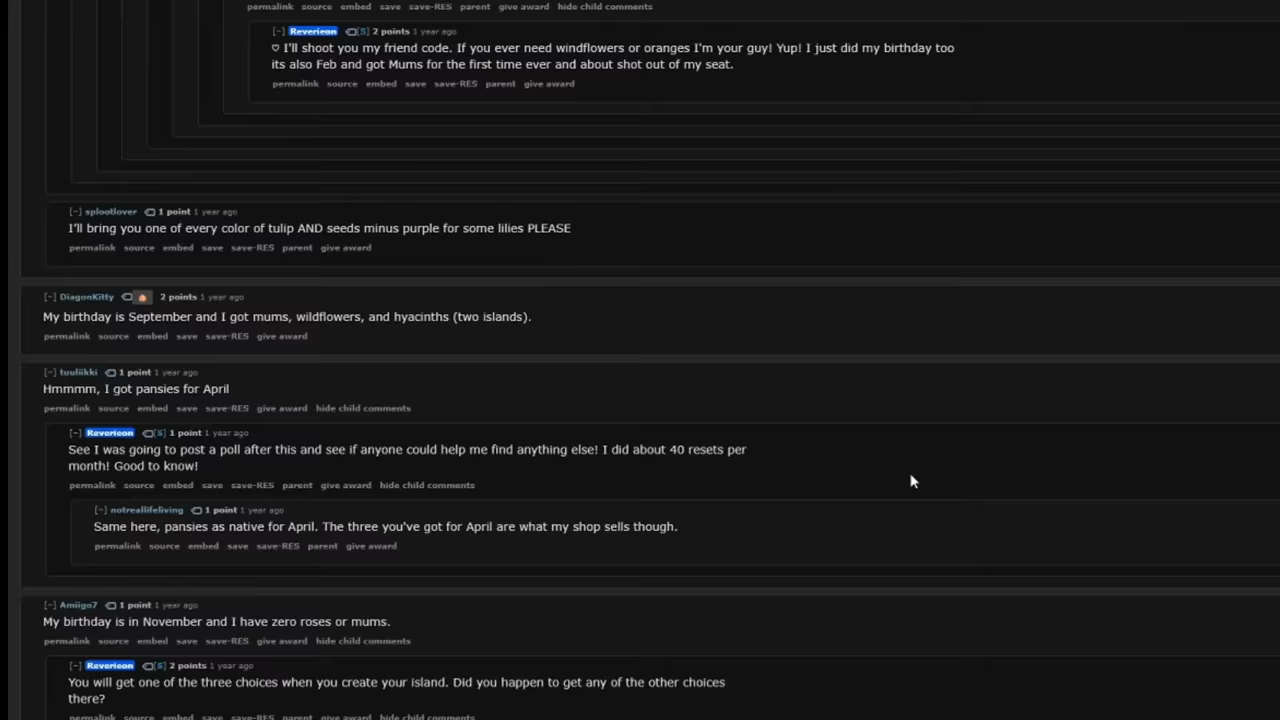 permalink source embed save save-RES parent give award hide child comments
[-] Reverieon [S] 2 points 1 year ago
♡ I'll shoot you my friend code. If you ever need windflowers or oranges I'm your guy! Yup! I just did my birthday too
its also Feb and got Mums for the first time ever and about shot out of my seat.
permalink source embed save save-RES parent give award
[-] splootlover 1 point 1 year ago
I'll bring you one of every color of tulip AND seeds minus purple for some lilies PLEASE
permalink source embed save save-RES parent give award
[-] DiagonKitty 2 points 1 year ago
My birthday is September and I got mums, wildflowers, and hyacinths (two islands).
permalink source embed save save-RES give award
[-] tuuliikki 1 point 1 year ago
Hmmmm, I got pansies for April
permalink source embed save save-RES give award hide child comments
[-] Reverieon [S] 1 point 1 year ago
See I was going to post a poll after this and see if anyone could help me find anything else! I did about 40 resets per
month! Good to know!
permalink source embed save save-RES parent give award hide child comments
[-] notreallifeliving 1 point 1 year ago
Same here, pansies as native for April. The three you've got for April are what my shop sells though.
permalink source embed save save-RES parent give award
[-] Amiigo7 1 point 1 year ago
My birthday is in November and I have zero roses or mums.
permalink source embed save save-RES give award hide child comments
[-] Reverieon [S] 2 points 1 year ago
You will get one of the three choices when you create your island. Did you happen to get any of the other choices
there?
permalink source embed save save-RES parent give award hide child comments